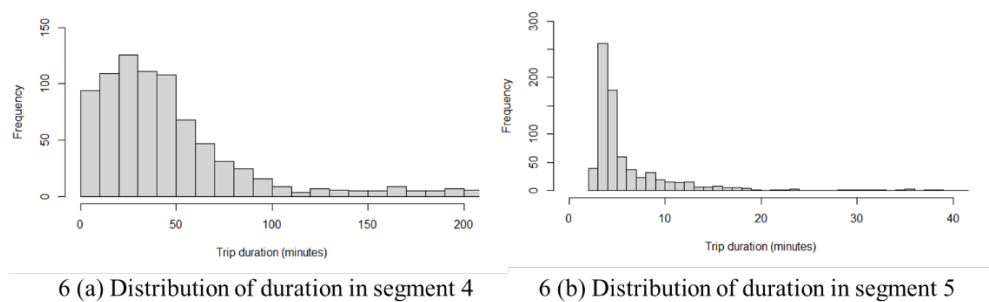 150
100
50
0
Frequency
0 50 100 150 200
Trip duration (minutes)
6 (a) Distribution of duration in segment 4
300
200
100
50
0
Frequency
0 10 20 30 40
Trip duration (minutes)
6 (b) Distribution of duration in segment 5